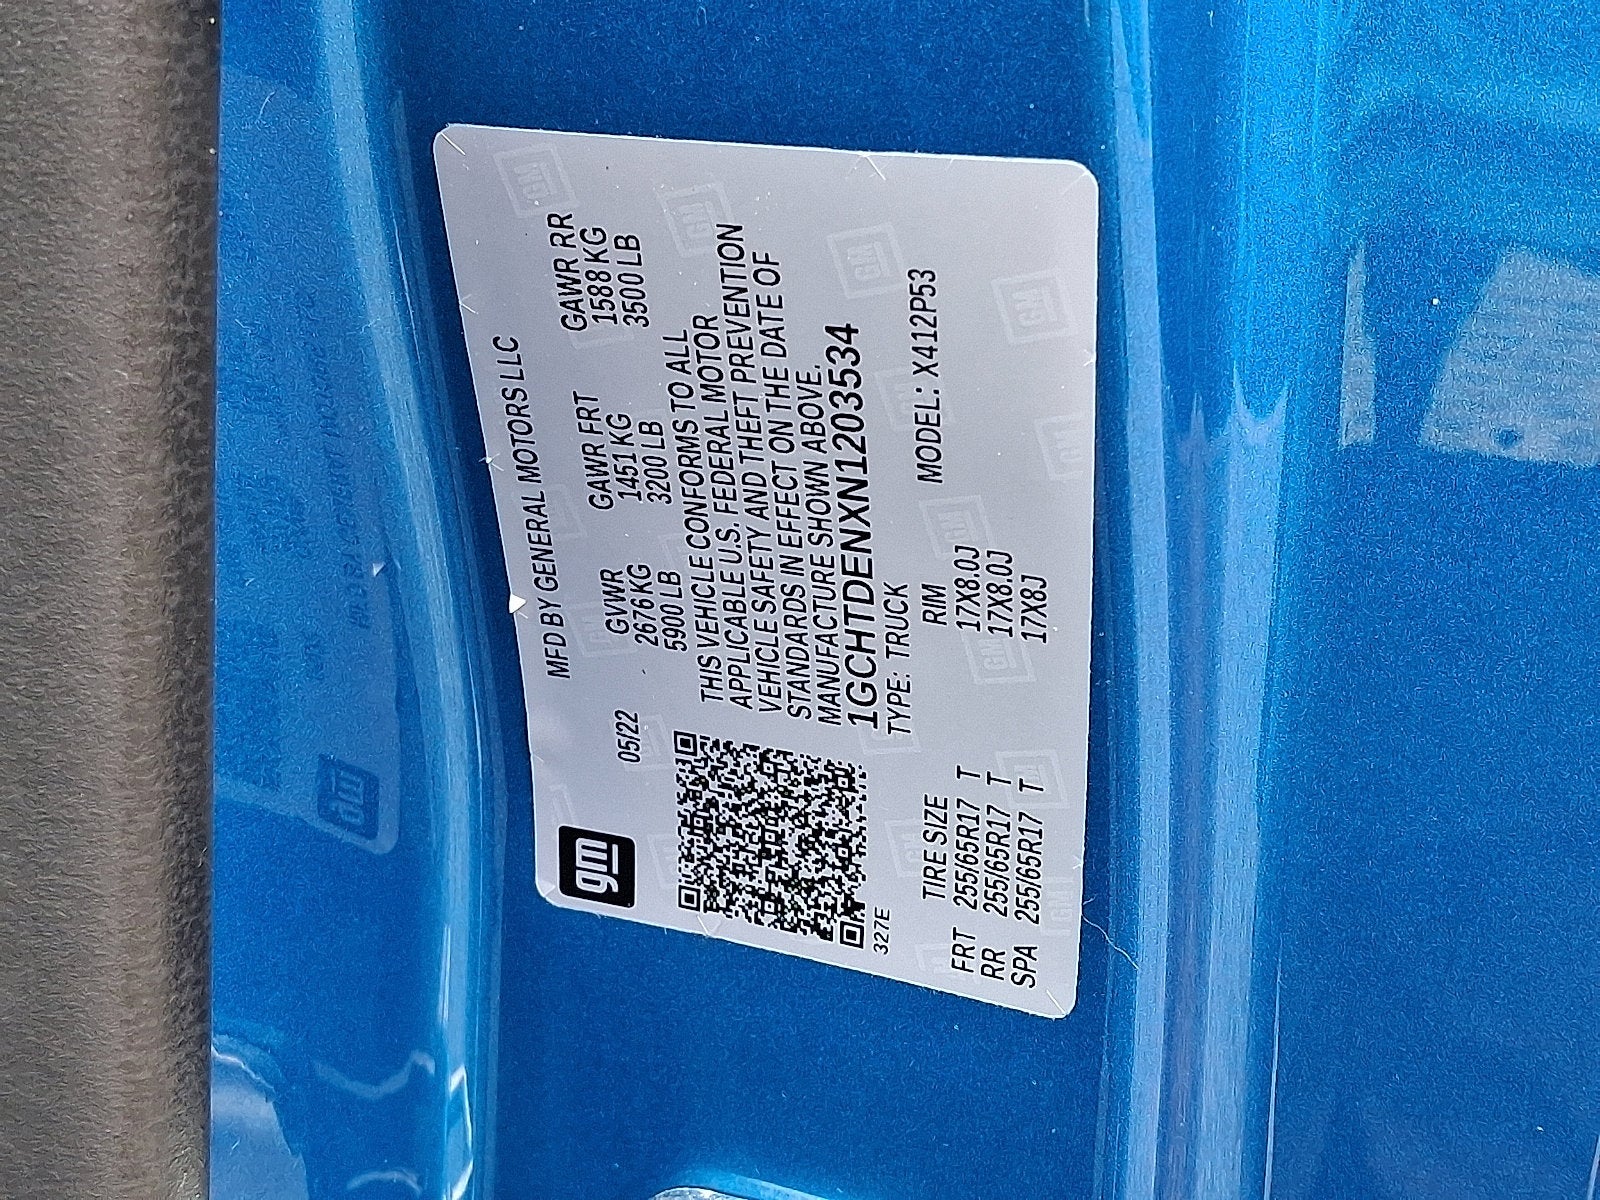 gm
MFD BY GENERAL MOTORS LLC
05/22 GVWR GAWR FRT GAWR RR
2676 KG 1451 KG 1588 KG
5900 LB 3200 LB 3500 LB
THIS VEHICLE CONFORMS TO ALL
APPLICABLE U.S. FEDERAL MOTOR
VEHICLE SAFETY AND THEFT PREVENTION
STANDARDS IN EFFECT ON THE DATE OF
MANUFACTURE SHOWN ABOVE.
1GCHTDENXN1203534
327E TYPE: TRUCK
TIRE SIZE RIM MODEL: X412P53
FRT 255/65R17 T 17X8.0J
RR 255/65R17 T 17X8.0J
SPA 255/65R17 T 17X8J